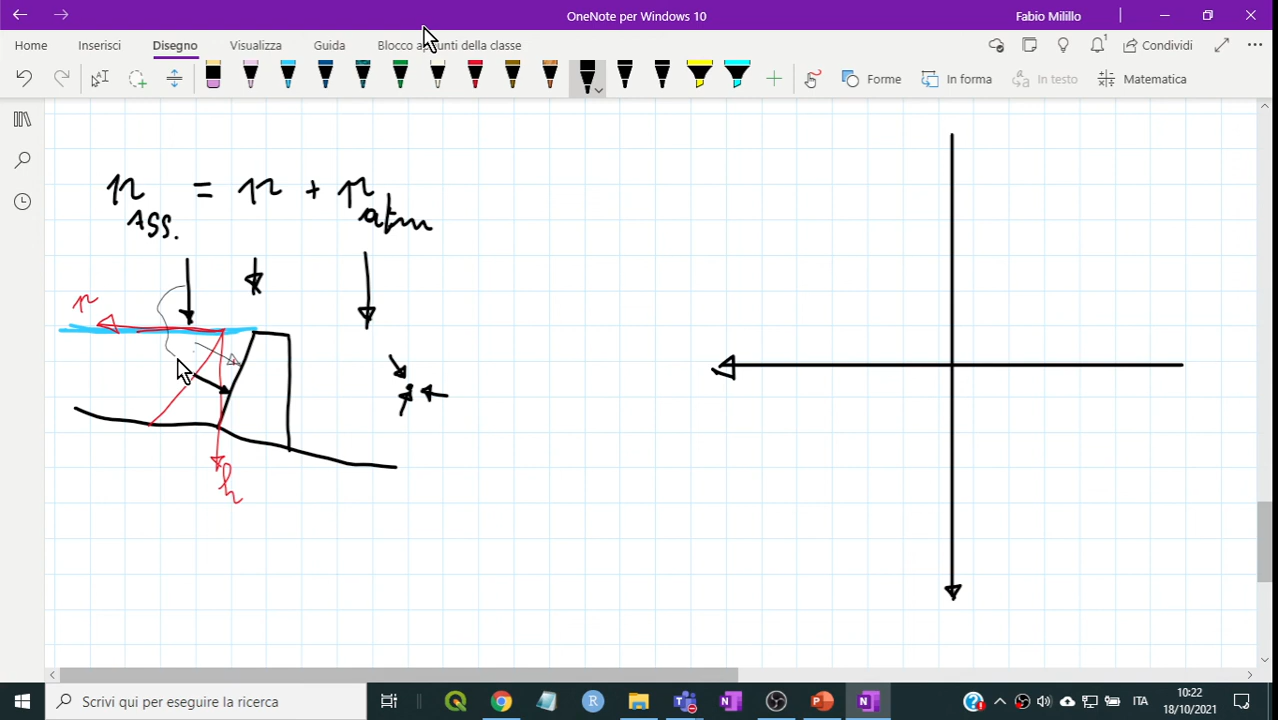 OneNote per Windows 10
Fabio Milillo
Home Inserisci Disegno Visualizza Guida Blocco appunti della classe
Condividi
Forme In forma In testo Matematica
p = p + p
ASS. atm
p
h
Scrivi qui per eseguire la ricerca
R
ITA
10:22
18/10/2021